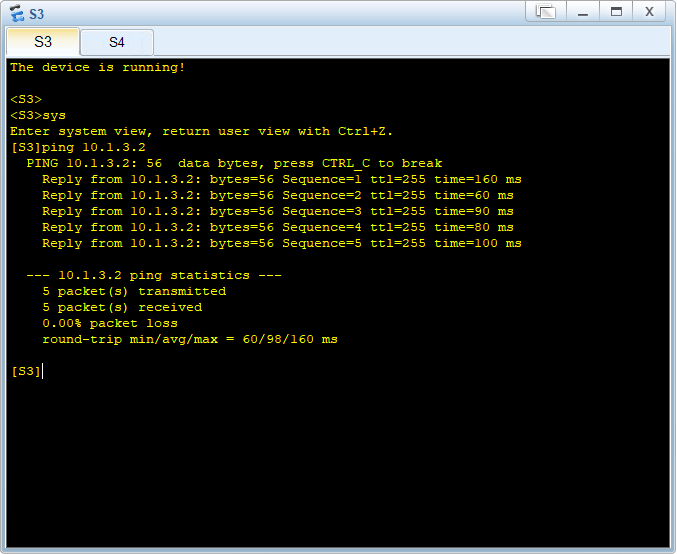 S3
S3 S4
The device is running!
<S3>
<S3>sys
Enter system view, return user view with Ctrl+Z.
[S3]ping 10.1.3.2
PING 10.1.3.2: 56  data bytes, press CTRL_C to break
Reply from 10.1.3.2: bytes=56 Sequence=1 ttl=255 time=160 ms
Reply from 10.1.3.2: bytes=56 Sequence=2 ttl=255 time=60 ms
Reply from 10.1.3.2: bytes=56 Sequence=3 ttl=255 time=90 ms
Reply from 10.1.3.2: bytes=56 Sequence=4 ttl=255 time=80 ms
Reply from 10.1.3.2: bytes=56 Sequence=5 ttl=255 time=100 ms
--- 10.1.3.2 ping statistics ---
5 packet(s) transmitted
5 packet(s) received
0.00% packet loss
round-trip min/avg/max = 60/98/160 ms
[S3]